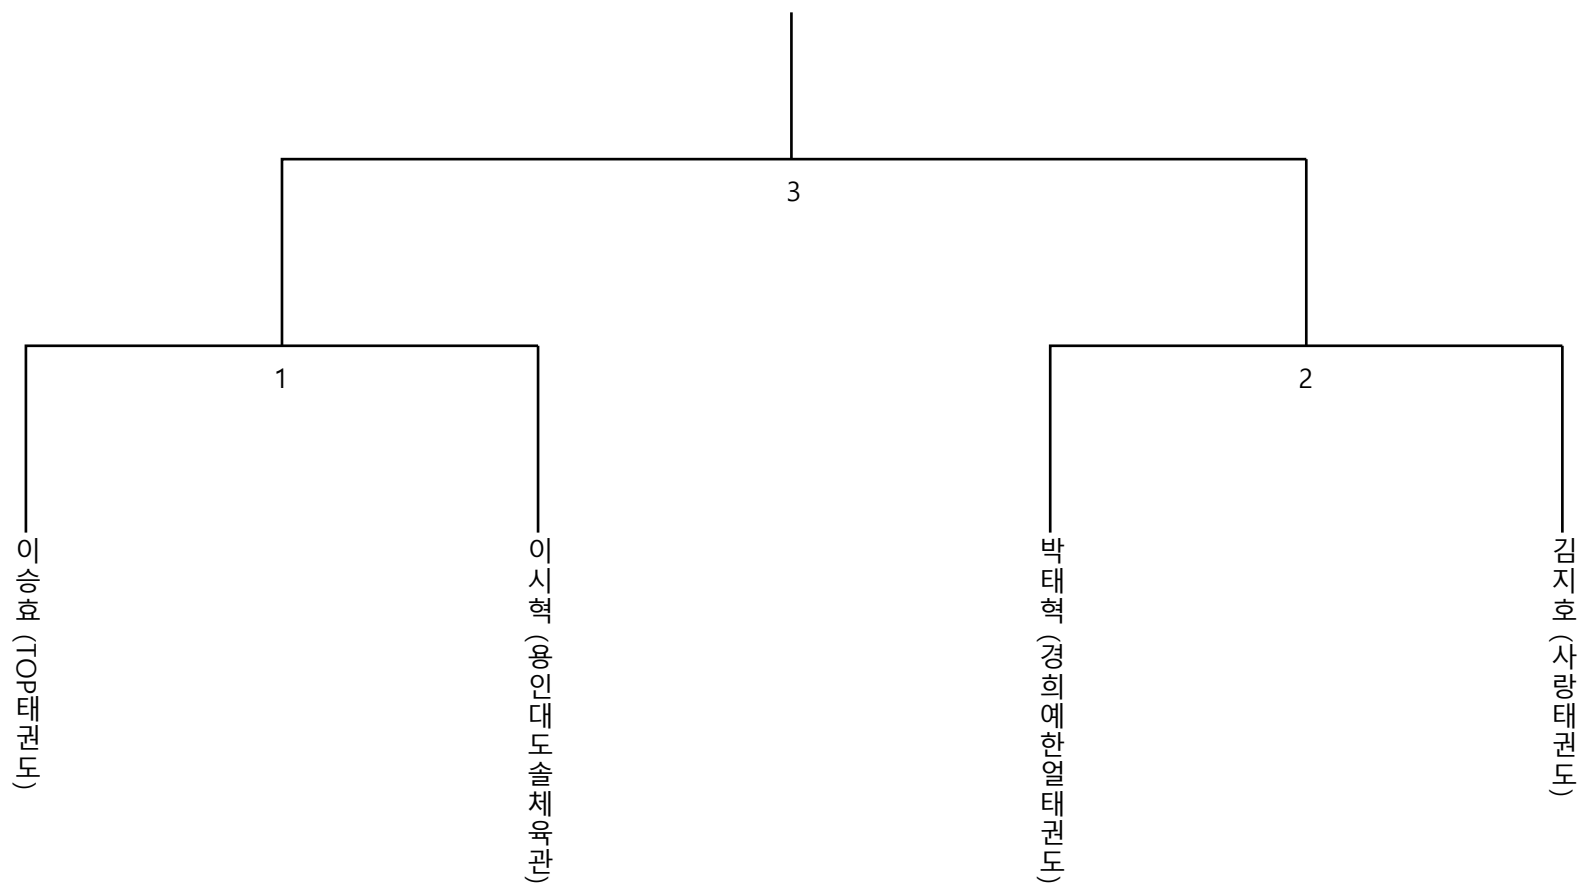 3
1
2
이승효 (TOP태권도)
이시혁 (용인대도솔체육관)
박태혁 (경희예한얼태권도)
김지호 (사랑태권도)